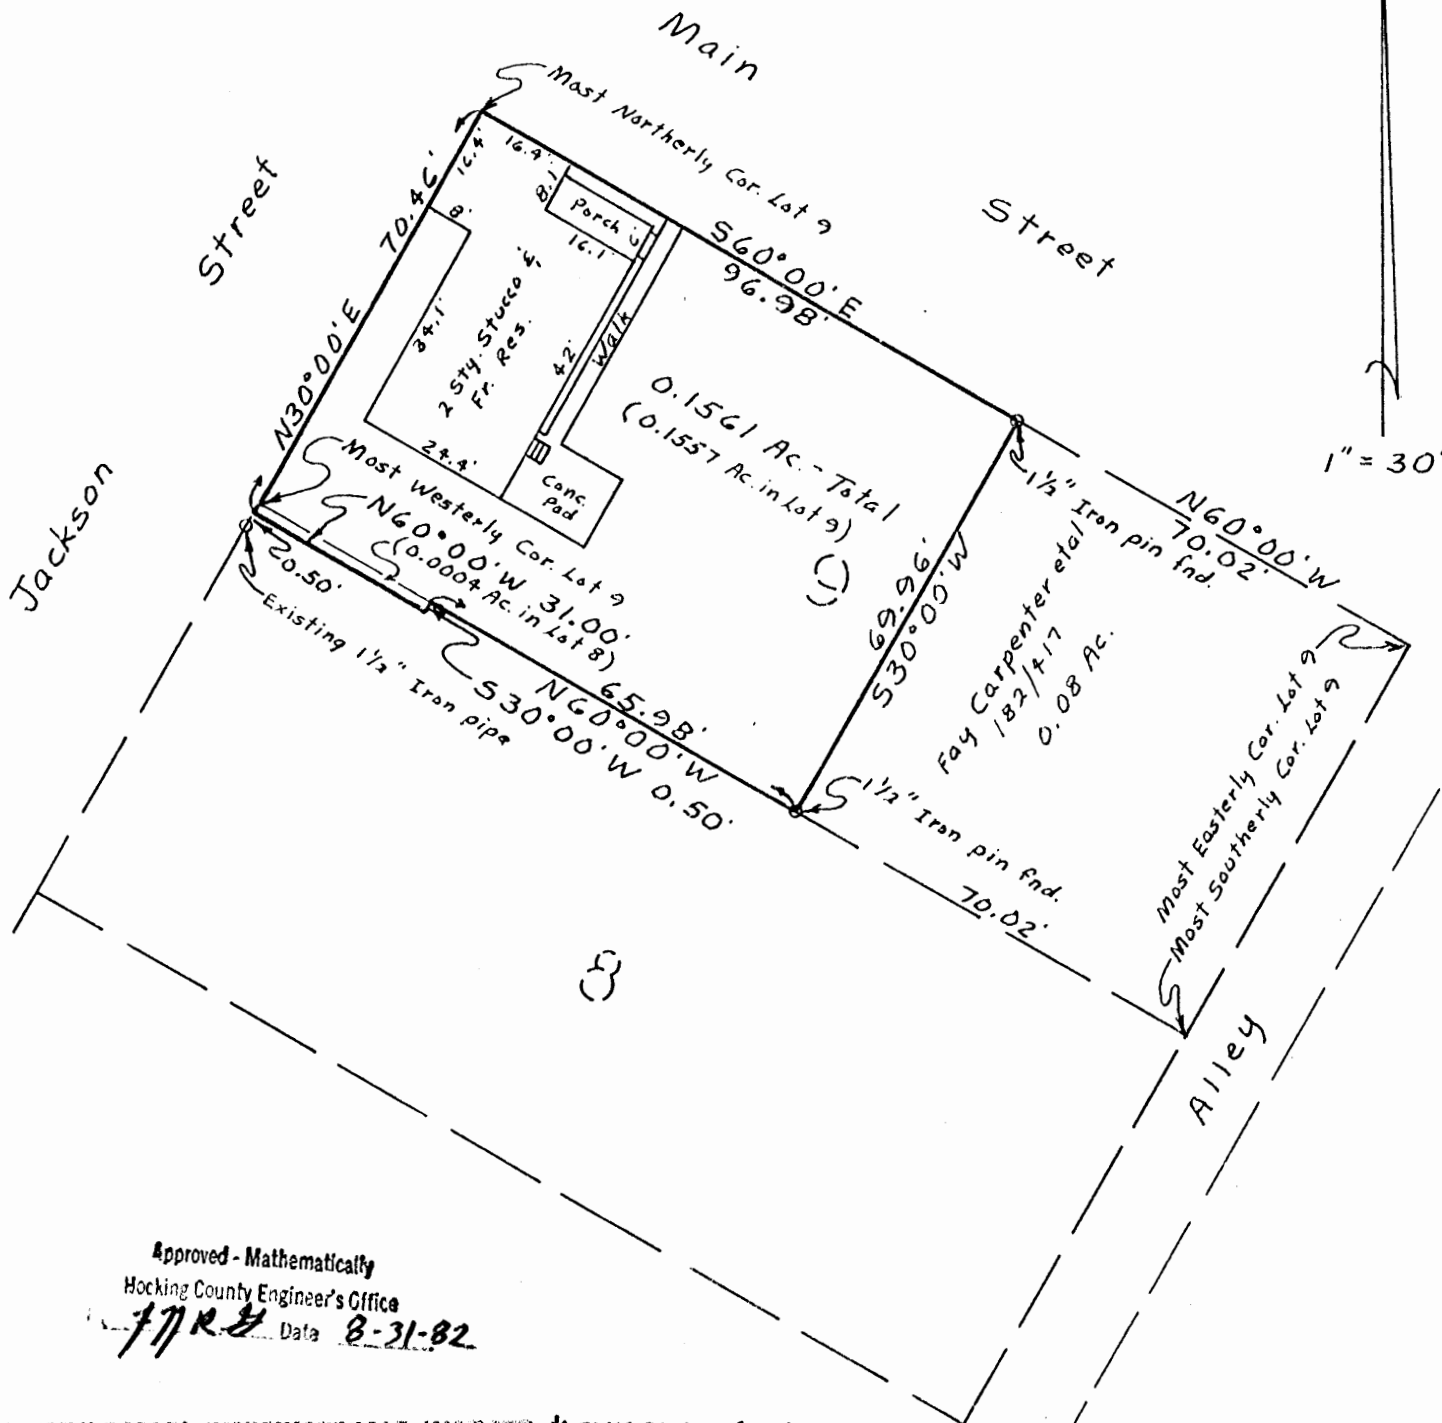 Main
Street
Street
Jackson
Most Northerly Cor. Lot 9
70.46'
N30°00'E
16.4'
16.4'
8.1
8'
Porch
16.1'
S60°00'E
96.98'
34.1'
2 Sty. Stucco &
Fr. Res.
42'
Walk
24.4'
Conc.
Pad
0.1561 Ac. - Total
(0.1557 Ac. in Lot 9)
9
1" = 30'
1½" Iron pin fnd.
N60°00'W
70.02'
Most Westerly Cor. Lot 9
N60°00'W 31.00'
(0.0004 Ac. in Lot 8)
0.50'
Existing 1½" Iron pipe
69.96'
S30°00'W
Fay Carpenter etal
182/417
0.08 Ac.
65.98'
N60°00'W
S30°00'W 0.50'
1½" Iron pin fnd.
70.02'
Most Easterly Cor. Lot 9
Most Southerly Cor. Lot 9
8
Alley
Approved - Mathematically
Hocking County Engineer's Office
Date 8-31-82